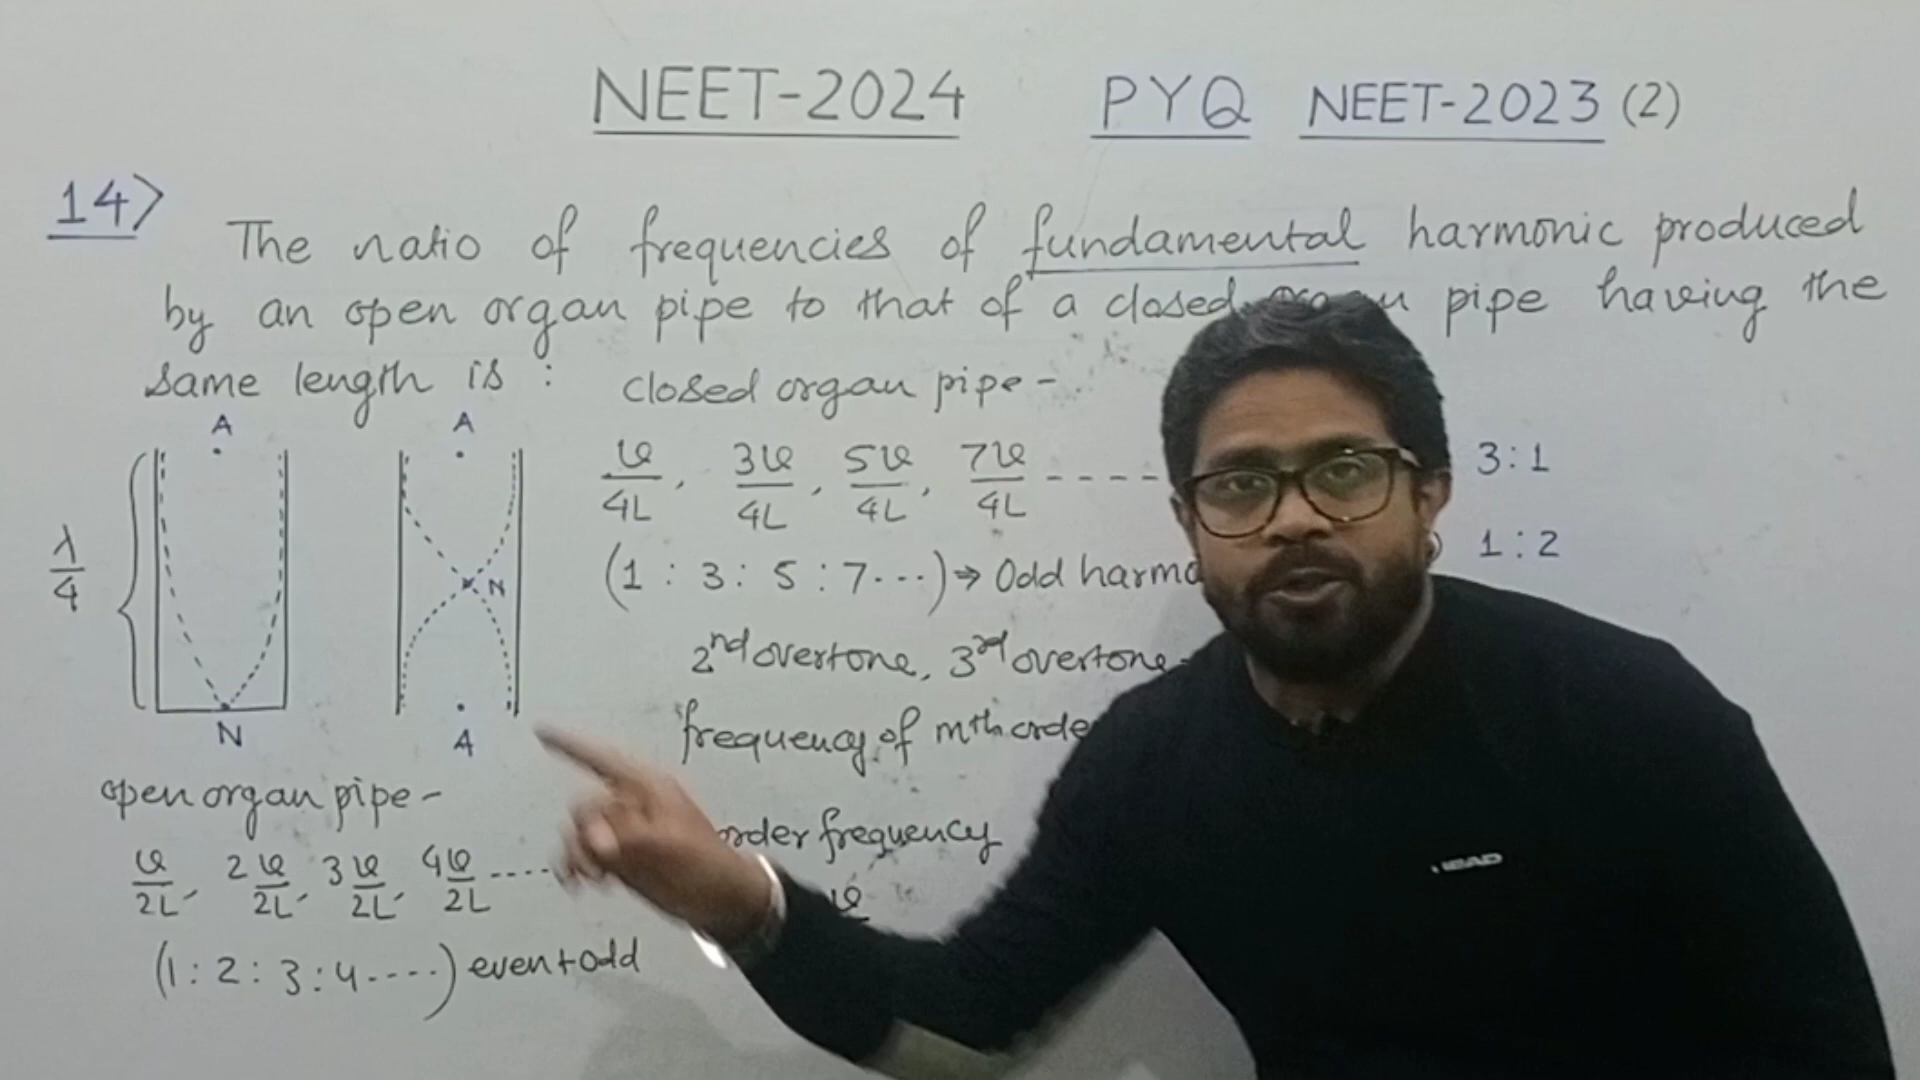 NEET-2024 PYQ NEET-2023 (2)
14>
The ratio of frequencies of fundamental harmonic produced
by an open organ pipe to that of a closed organ pipe having the
same length is :
A
A
λ/4
N
N
A
closed organ pipe -
v/4L, 3v/4L, 5v/4L, 7v/4L -----
(1 : 3 : 5 : 7...) → Odd
2nd overtone, 3rd overtone
frequency of mth
order frequency
3:1
1:2
open organ pipe -
v/2L, 2v/2L, 3v/2L, 4v/2L ----
(1:2:3:4....) even+odd
HEAD